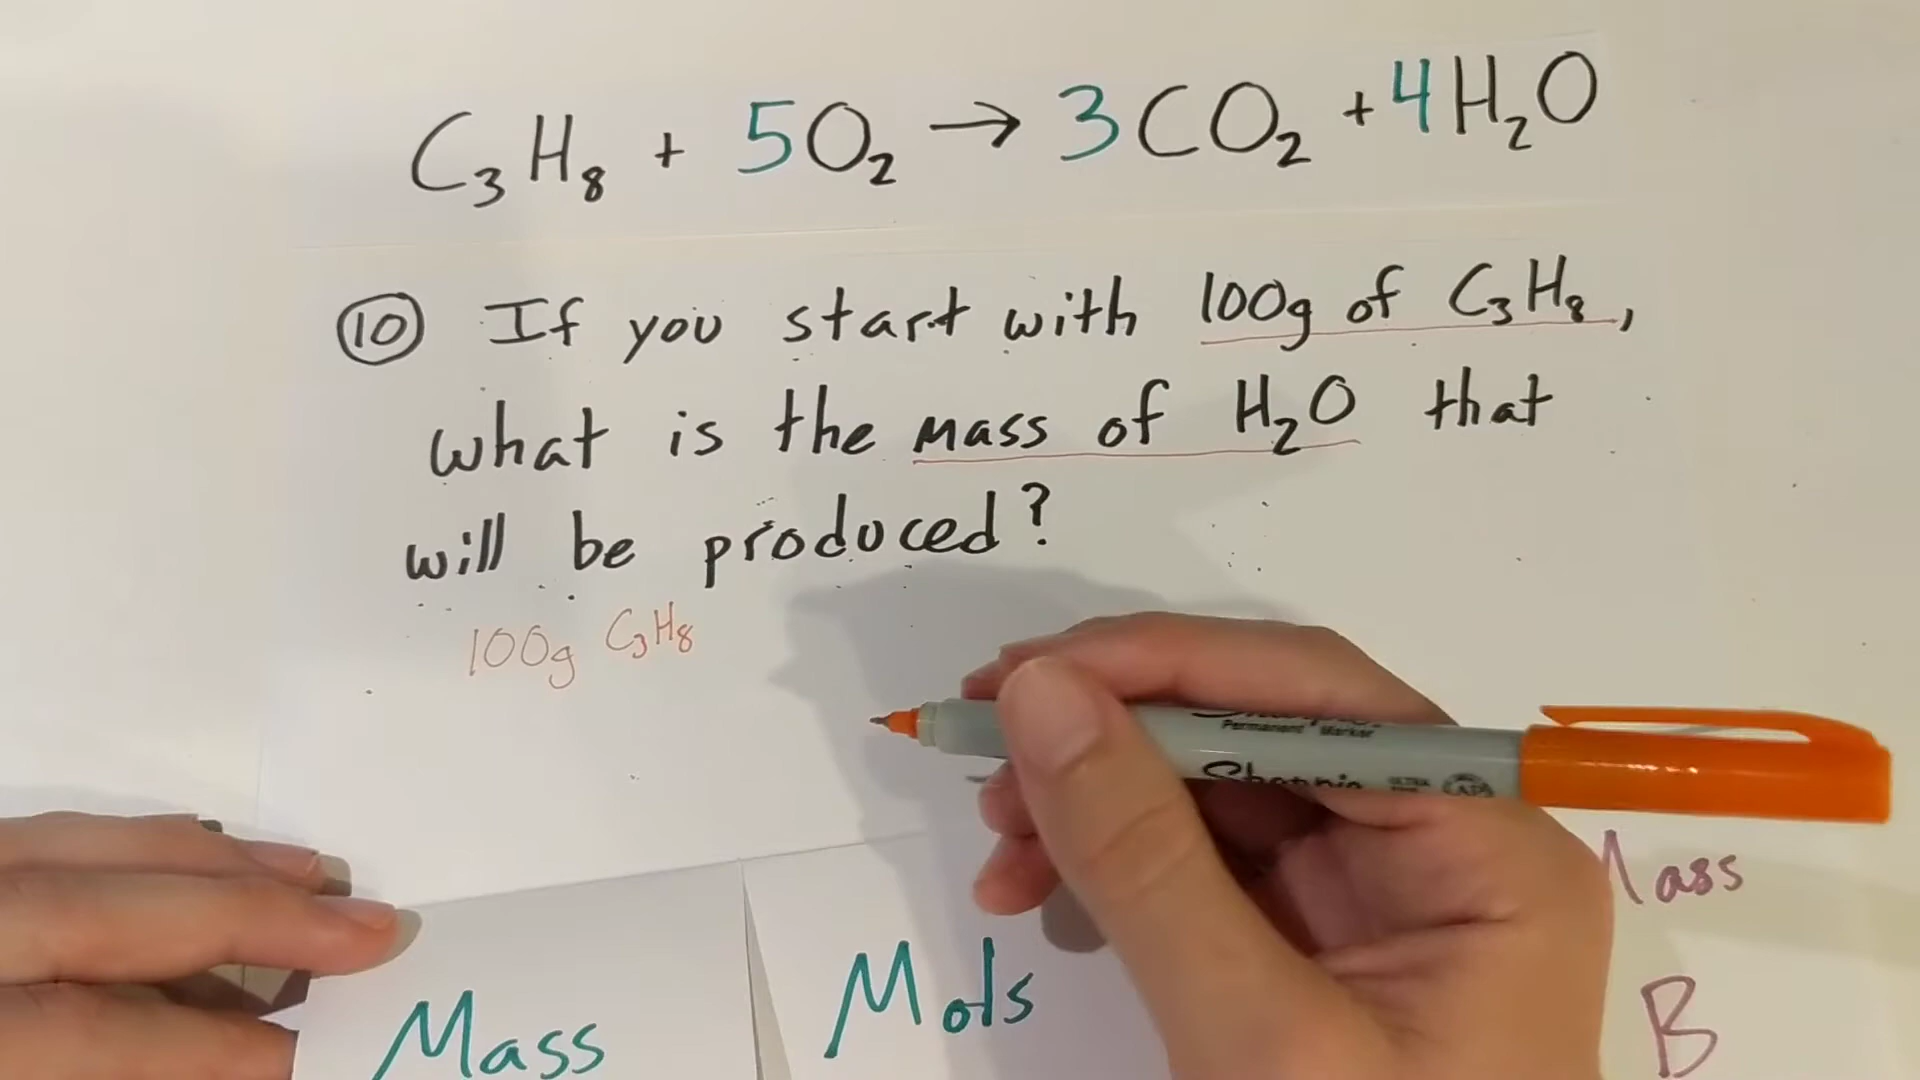 C₃H₈ + 5O₂ → 3CO₂ + 4H₂O
⑩ If you start with 100g of C₃H₈,
what is the mass of H₂O that
will be produced?
100g C₃H₈
Permanent Marker
Sharpie
Mass
Mols
Mass
B